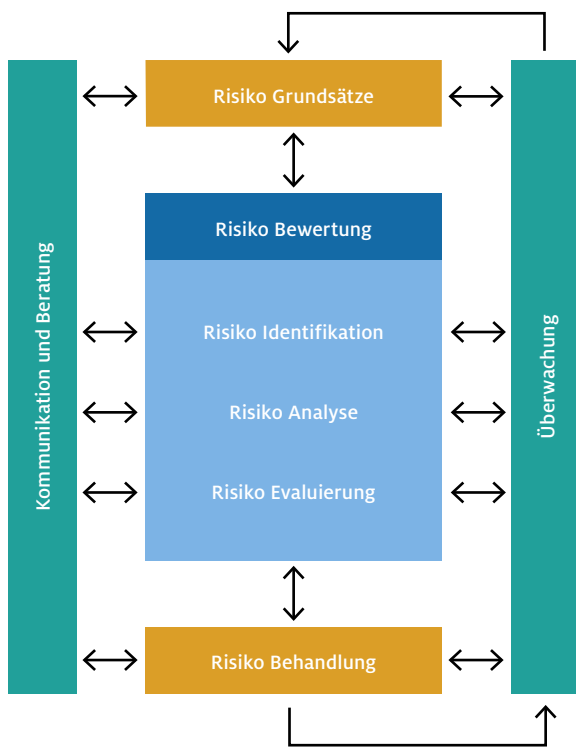 Risiko Grundsätze
Risiko Bewertung
Risiko Identifikation
Risiko Analyse
Risiko Evaluierung
Risiko Behandlung
Kommunikation und Beratung
Überwachung